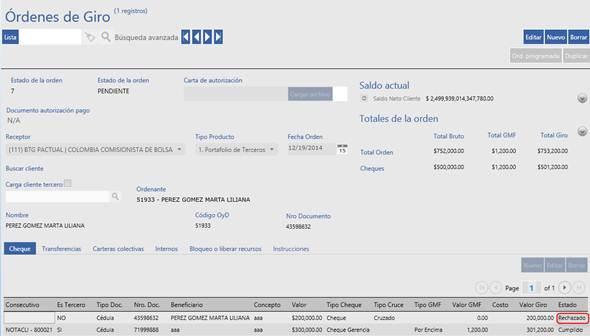 Órdenes de Giro (1 registros)
Lista Búsqueda avanzada Editar Nuevo Borrar
Ord. programada Duplicar
Estado de la orden Estado de la orden Carta de autorización
7 PENDIENTE Cargar archivo
Saldo actual
Saldo Neto Cliente $ 2,499,939,014,347,780.00
Documento autorización pago
N/A
Totales de la orden
Receptor Tipo Producto Fecha Orden Total Bruto Total GMF Total Giro
(111) BTG PACTUAL ) COLOMBIA COMISIONISTA DE BOLSA 1. Portafolio de Terceros 12/19/2014 15
Total Orden $752,000.00 $1,200.00 $753,200.00
Cheques $500,000.00 $1,200.00 $501,200.00
Buscar cliente
Carga cliente tercero Ordenante
51933 - PEREZ GOMEZ MARTA LILIANA
Nombre Código OyD Nro Documento
PEREZ GOMEZ MARTA LILIANA 51933 43598632
Cheque Transferencias Carteras colectivas Internos Bloqueo o liberar recursos Instrucciones
Nuevo Editar Borrar
Page 1 of 1
Consecutivo Es Tercero Tipo Doc. Nro. Doc. Beneficiario Concepto Valor Tipo Cheque Tipo Cruce Tipo GMF Valor GMF Costo Valor Giro Estado
NO Cédula 43598632 PEREZ GOMEZ MARTA LILIANA aaa $200,000.00 Cheque Cruzado 0.00 200,000.00 Rechazado
NOTACLI - 800021 SI Cédula 71999888 aaa aaa $300,000.00 Cheque Gerencia Por Encima 1,200.00 301,200.00 Cumplido